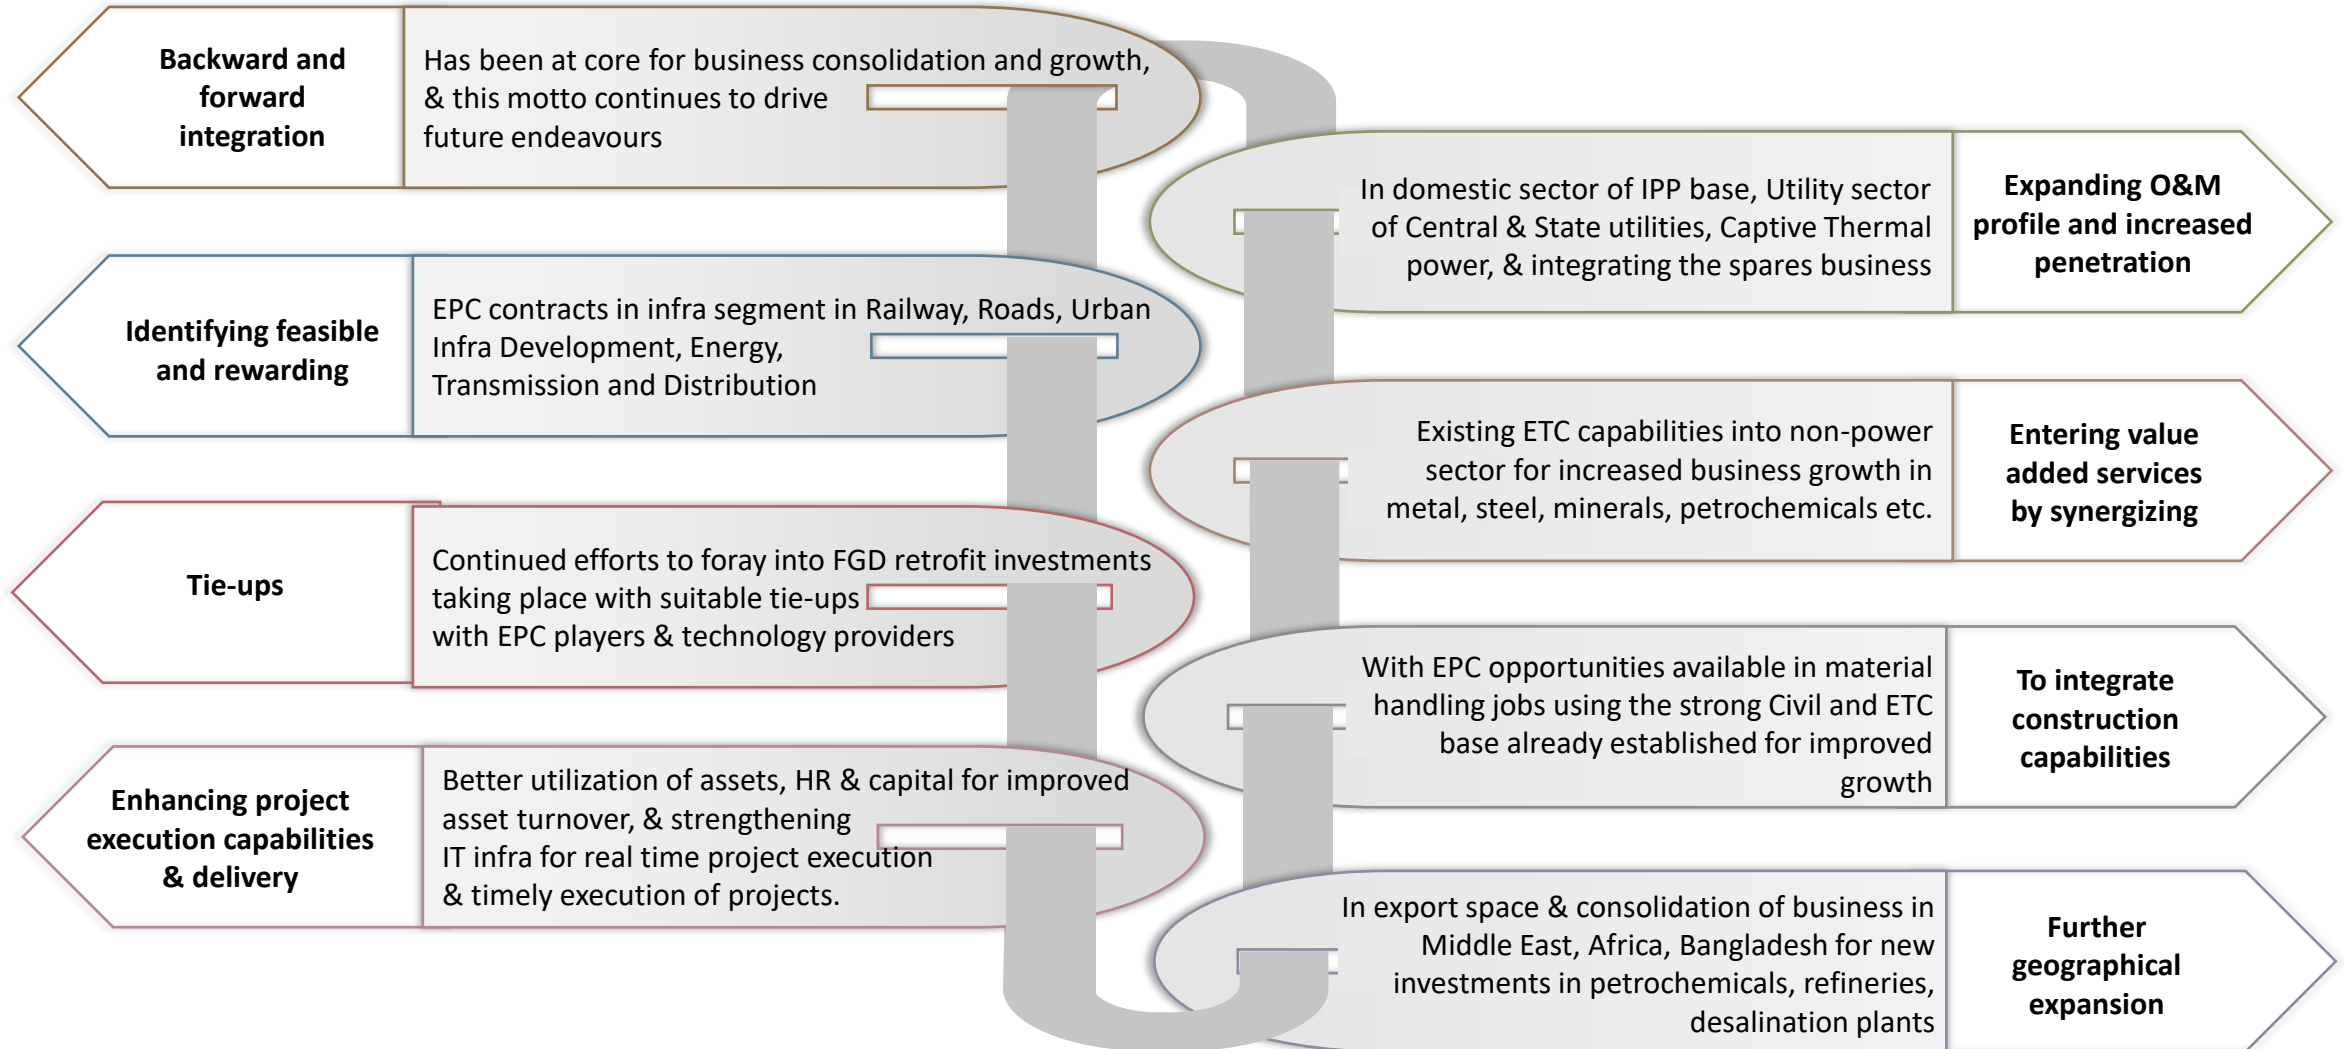 Backward and
forward
integration
Has been at core for business consolidation and growth,
& this motto continues to drive
future endeavours
In domestic sector of IPP base, Utility sector
of Central & State utilities, Captive Thermal
power, & integrating the spares business
Expanding O&M
profile and increased
penetration
Identifying feasible
and rewarding
EPC contracts in infra segment in Railway, Roads, Urban
Infra Development, Energy,
Transmission and Distribution
Existing ETC capabilities into non-power
sector for increased business growth in
metal, steel, minerals, petrochemicals etc.
Entering value
added services
by synergizing
Tie-ups
Continued efforts to foray into FGD retrofit investments
taking place with suitable tie-ups
with EPC players & technology providers
With EPC opportunities available in material
handling jobs using the strong Civil and ETC
base already established for improved
growth
To integrate
construction
capabilities
Enhancing project
execution capabilities
& delivery
Better utilization of assets, HR & capital for improved
asset turnover, & strengthening
IT infra for real time project execution
& timely execution of projects.
In export space & consolidation of business in
Middle East, Africa, Bangladesh for new
investments in petrochemicals, refineries,
desalination plants
Further
geographical
expansion